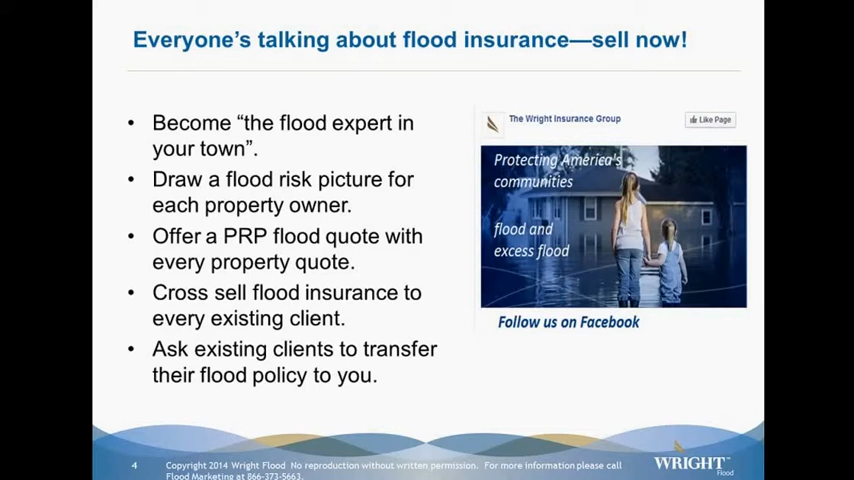 Everyone's talking about flood insurance—sell now!
• Become “the flood expert in
your town”.
• Draw a flood risk picture for
each property owner.
• Offer a PRP flood quote with
every property quote.
• Cross sell flood insurance to
every existing client.
• Ask existing clients to transfer
their flood policy to you.
The Wright Insurance Group
Like Page
Protecting America's
communities
flood and
excess flood
Follow us on Facebook
4
Copyright 2014 Wright Flood No reproduction without written permission. For more information please call
Flood Marketing at 866-373-5663.
WRIGHT™
Flood